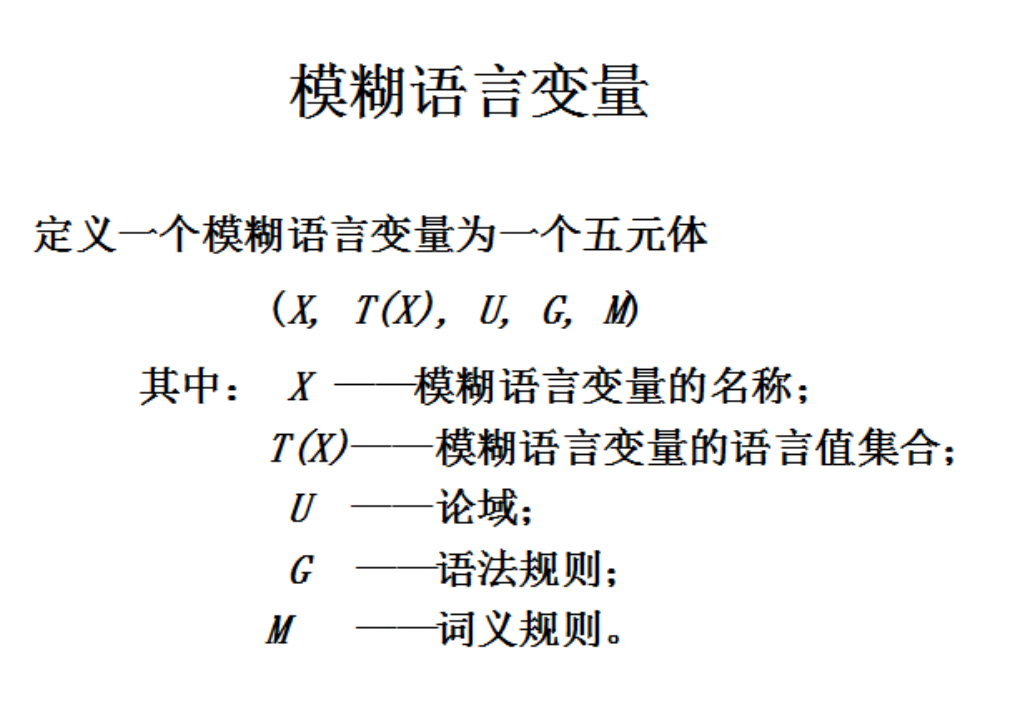 模糊语言变量
定义一个模糊语言变量为一个五元体
(X, T(X), U, G, M)
其中: X ——模糊语言变量的名称;
T(X)——模糊语言变量的语言值集合;
U ——论域;
G ——语法规则;
M ——词义规则。